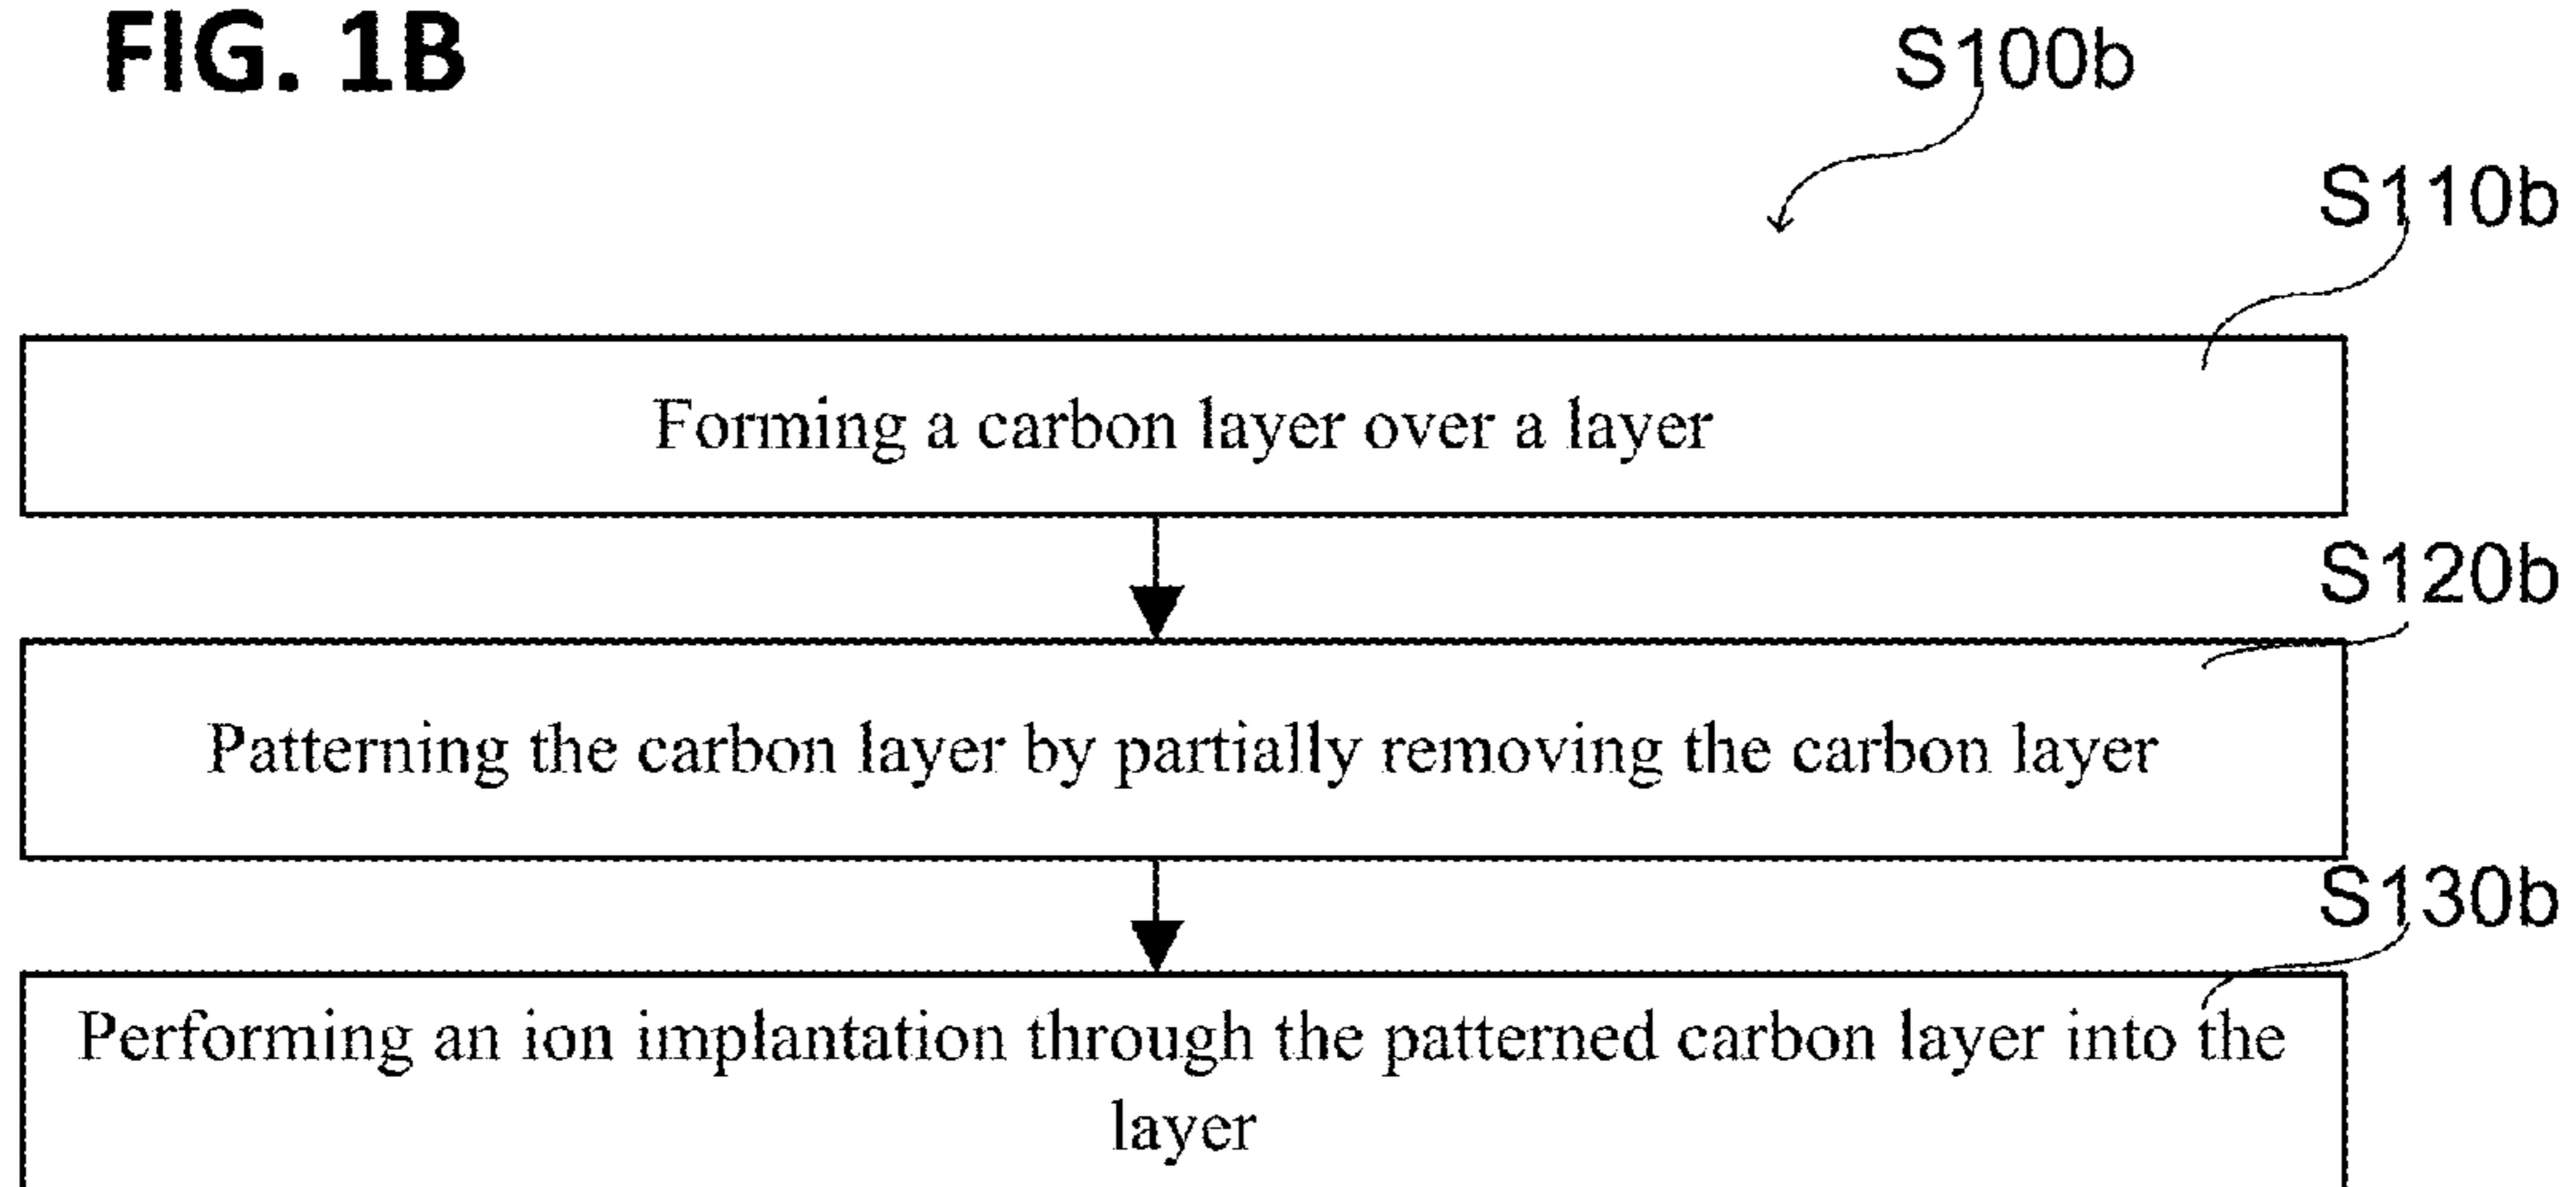 FIG. 1B
S100b
S110b
Forming a carbon layer over a layer
S120b
Patterning the carbon layer by partially removing the carbon layer
S130b
Performing an ion implantation through the patterned carbon layer into the
layer